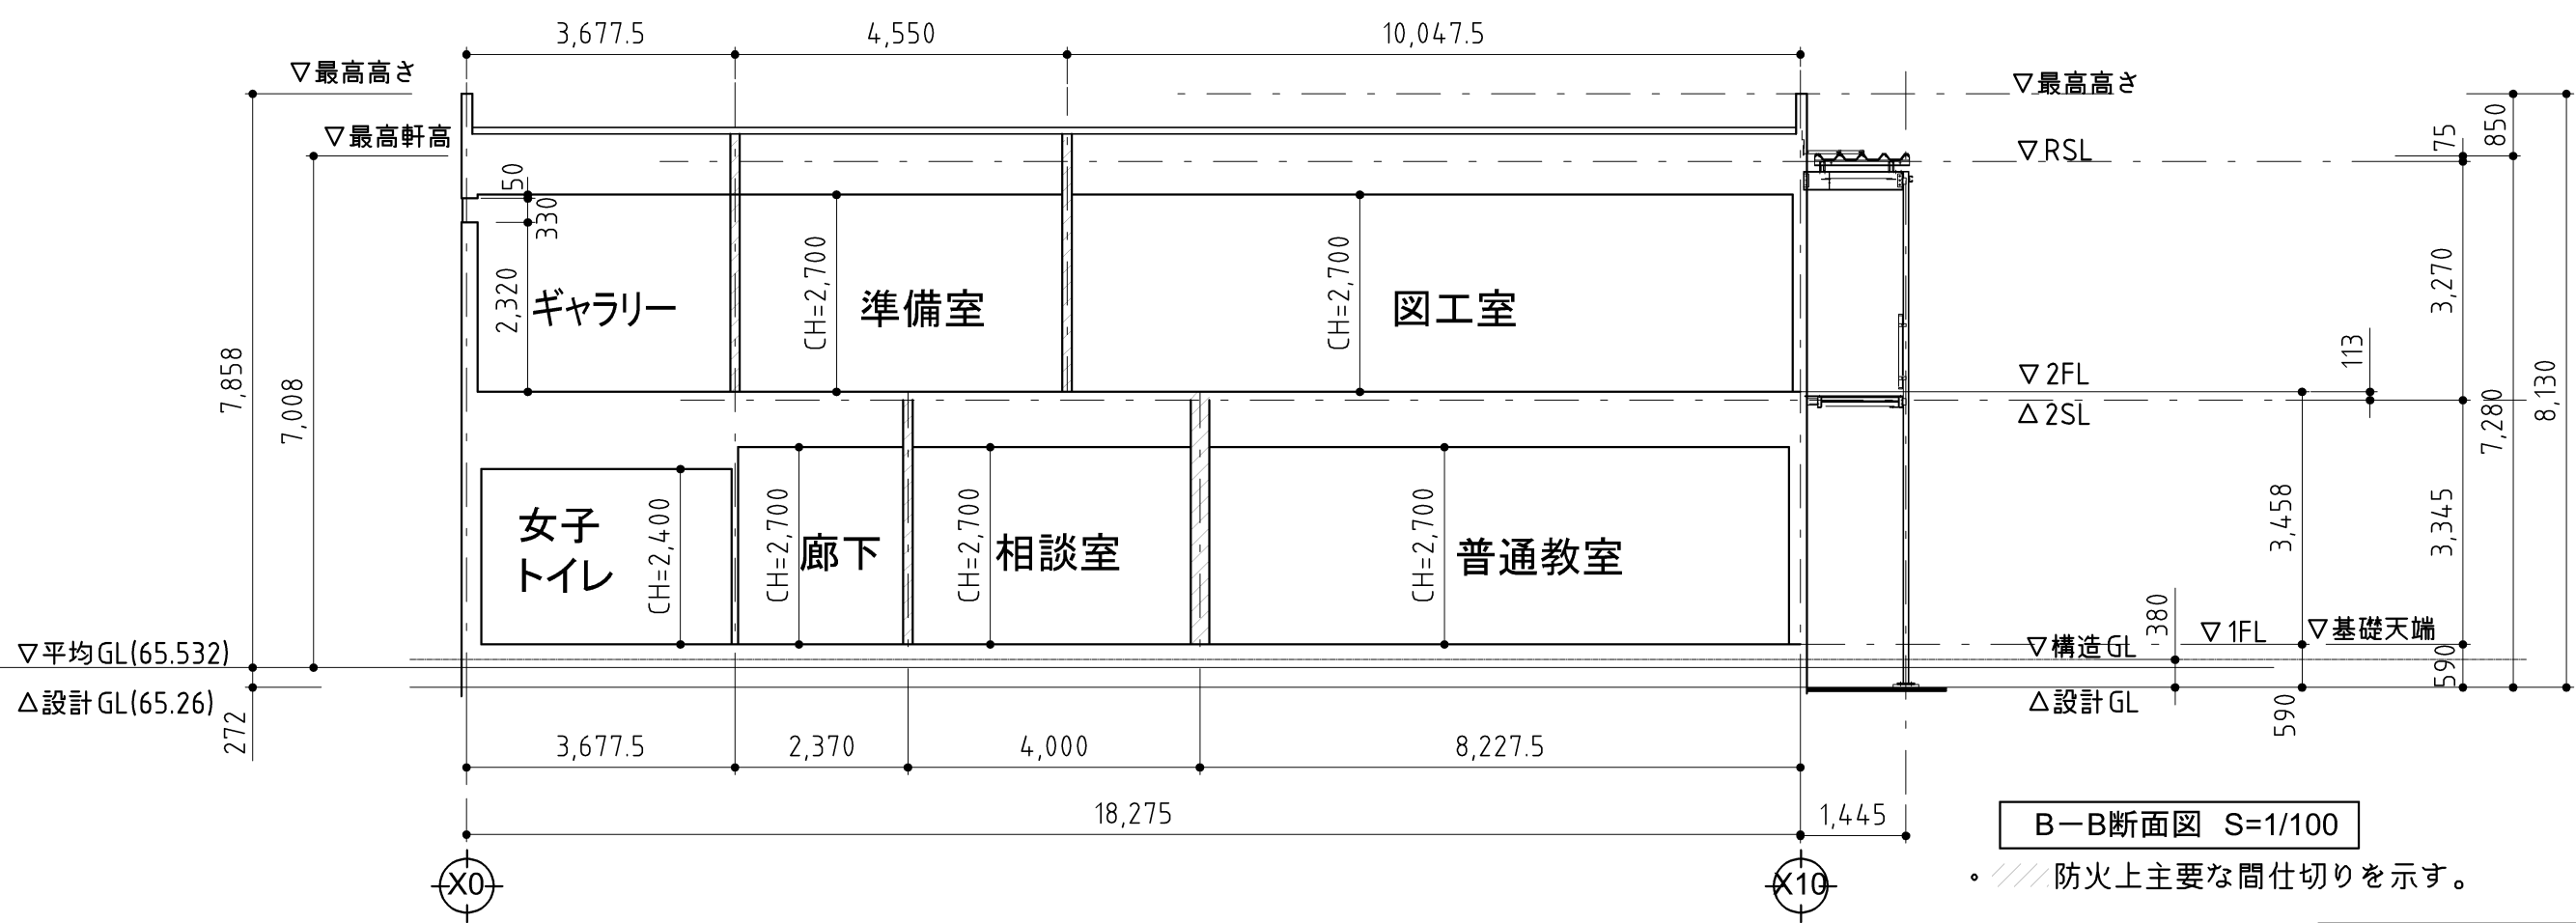 3,677.5 4,550 10,047.5
▽最高高さ
▽最高高さ
▽最高軒高
▽RSL
75
850
50
330
2,320
ギャラリー
CH=2,700
準備室
CH=2,700
図工室
3,270
7,858
7,008
▽2FL
△2SL
113
7,280
8,130
女子
トイレ
CH=2,400
CH=2,700
廊下
CH=2,700
相談室
CH=2,700
普通教室
3,458
3,345
380
▽平均GL(65.532)
▽構造GL
▽1FL
▽基礎天端
590
△設計GL(65.26)
△設計GL
590
272
3,677.5 2,370 4,000 8,227.5
18,275 1,445
B－B断面図 S=1/100
X0 X10
防火上主要な間仕切りを示す。